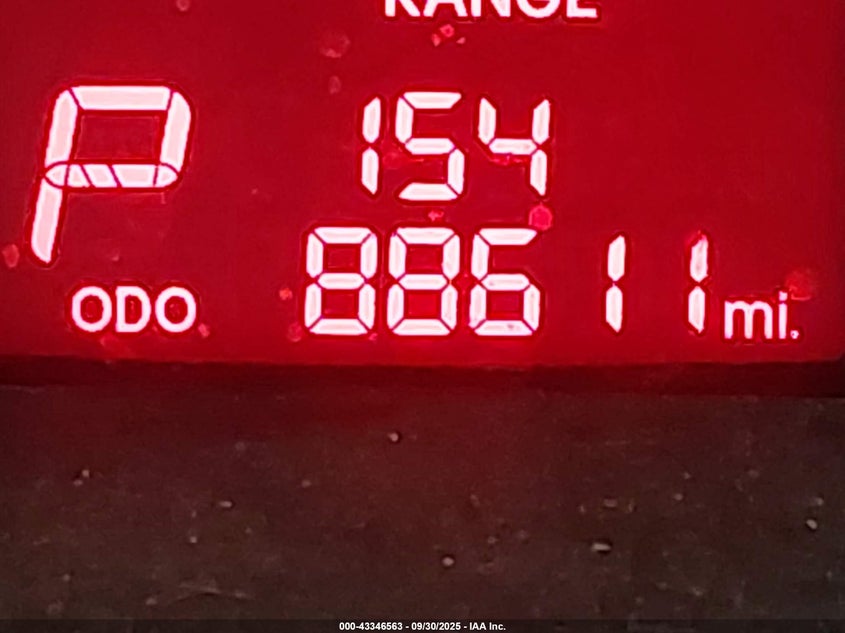 RANGE
P 154
ODO 88611 mi.
000-43346563 - 09/30/2025 - IAA Inc.